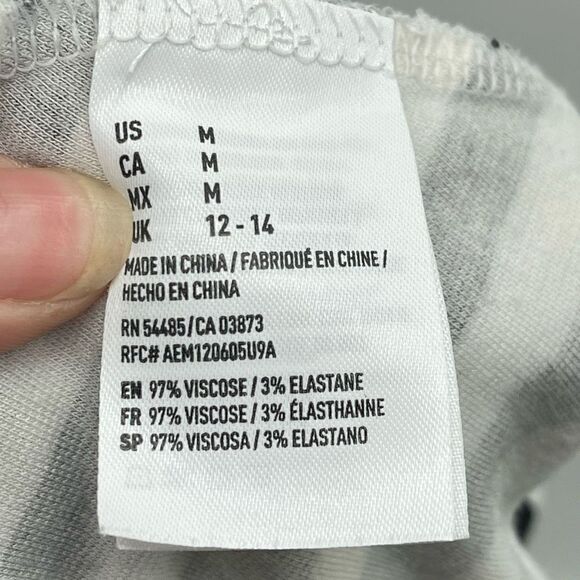 US M
CA M
MX M
UK 12 - 14
MADE IN CHINA / FABRIQUÉ EN CHINE /
HECHO EN CHINA
RN 54485/CA 03873
RFC# AEM120605U9A
EN 97% VISCOSE / 3% ELASTANE
FR 97% VISCOSE / 3% ÉLASTHANNE
SP 97% VISCOSA / 3% ELASTANO